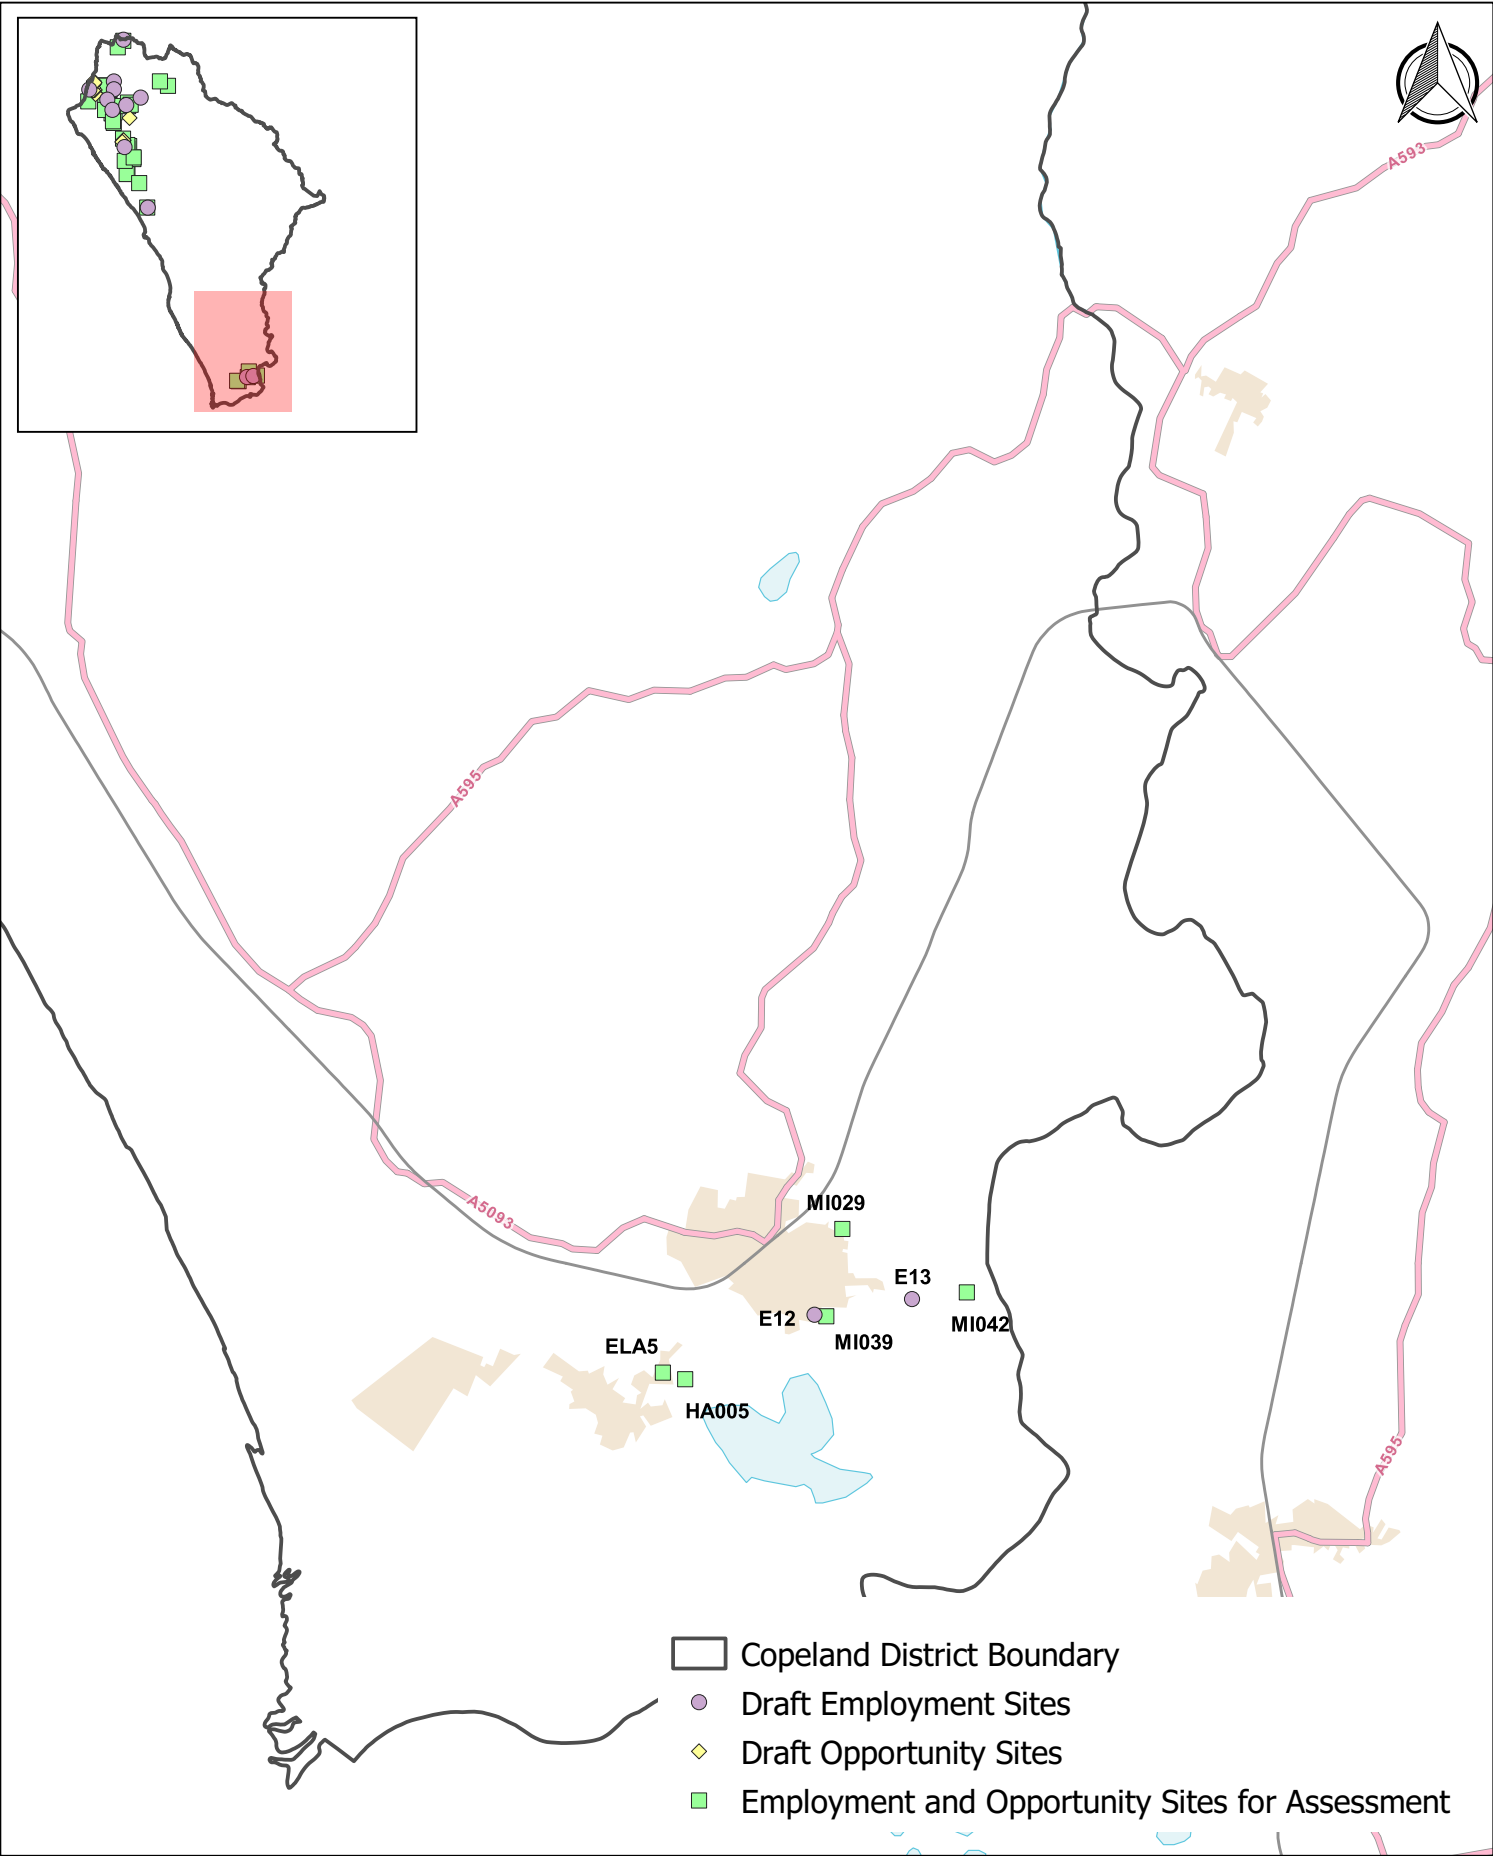 A593
A595
A5093
MI029
E13
E12
MI042
MI039
ELA5
HA005
A595
Copeland District Boundary
Draft Employment Sites
Draft Opportunity Sites
Employment and Opportunity Sites for Assessment